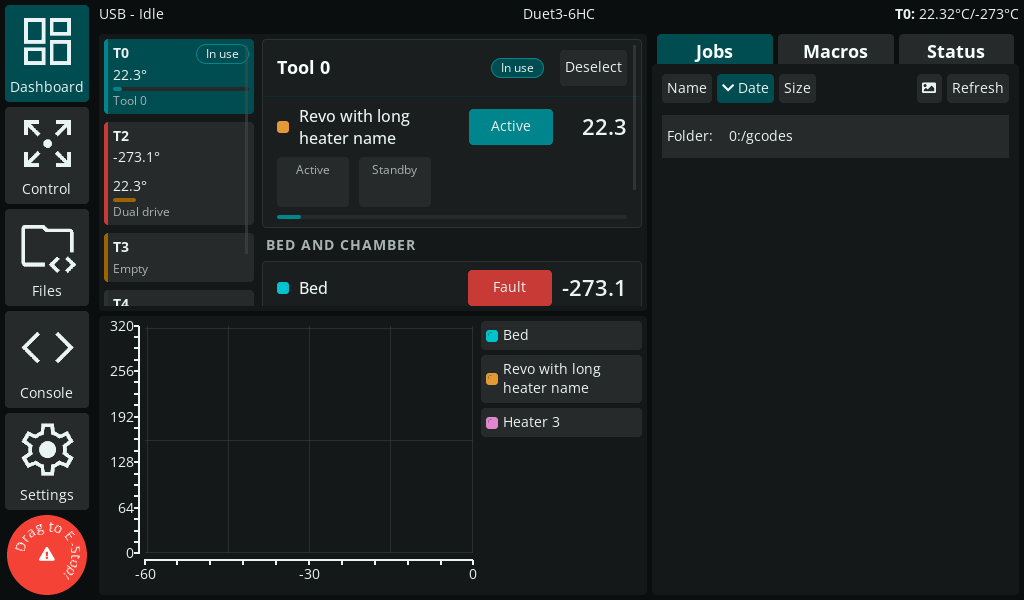 USB - Idle
Duet3-6HC
T0: 22.32°C/-273°C
Dashboard
Control
Files
Console
Settings
Drag to E-Stop!
T0
In use
22.3°
Tool 0
T2
-273.1°
22.3°
Dual drive
T3
Empty
T4
Tool 0
In use
Deselect
Revo with long
heater name
Active
22.3
Active
Standby
BED AND CHAMBER
Bed
Fault
-273.1
320
256
192
128
64
0
-60
-30
0
Bed
Revo with long
heater name
Heater 3
Jobs
Macros
Status
Name
Date
Size
Refresh
Folder: 0:/gcodes